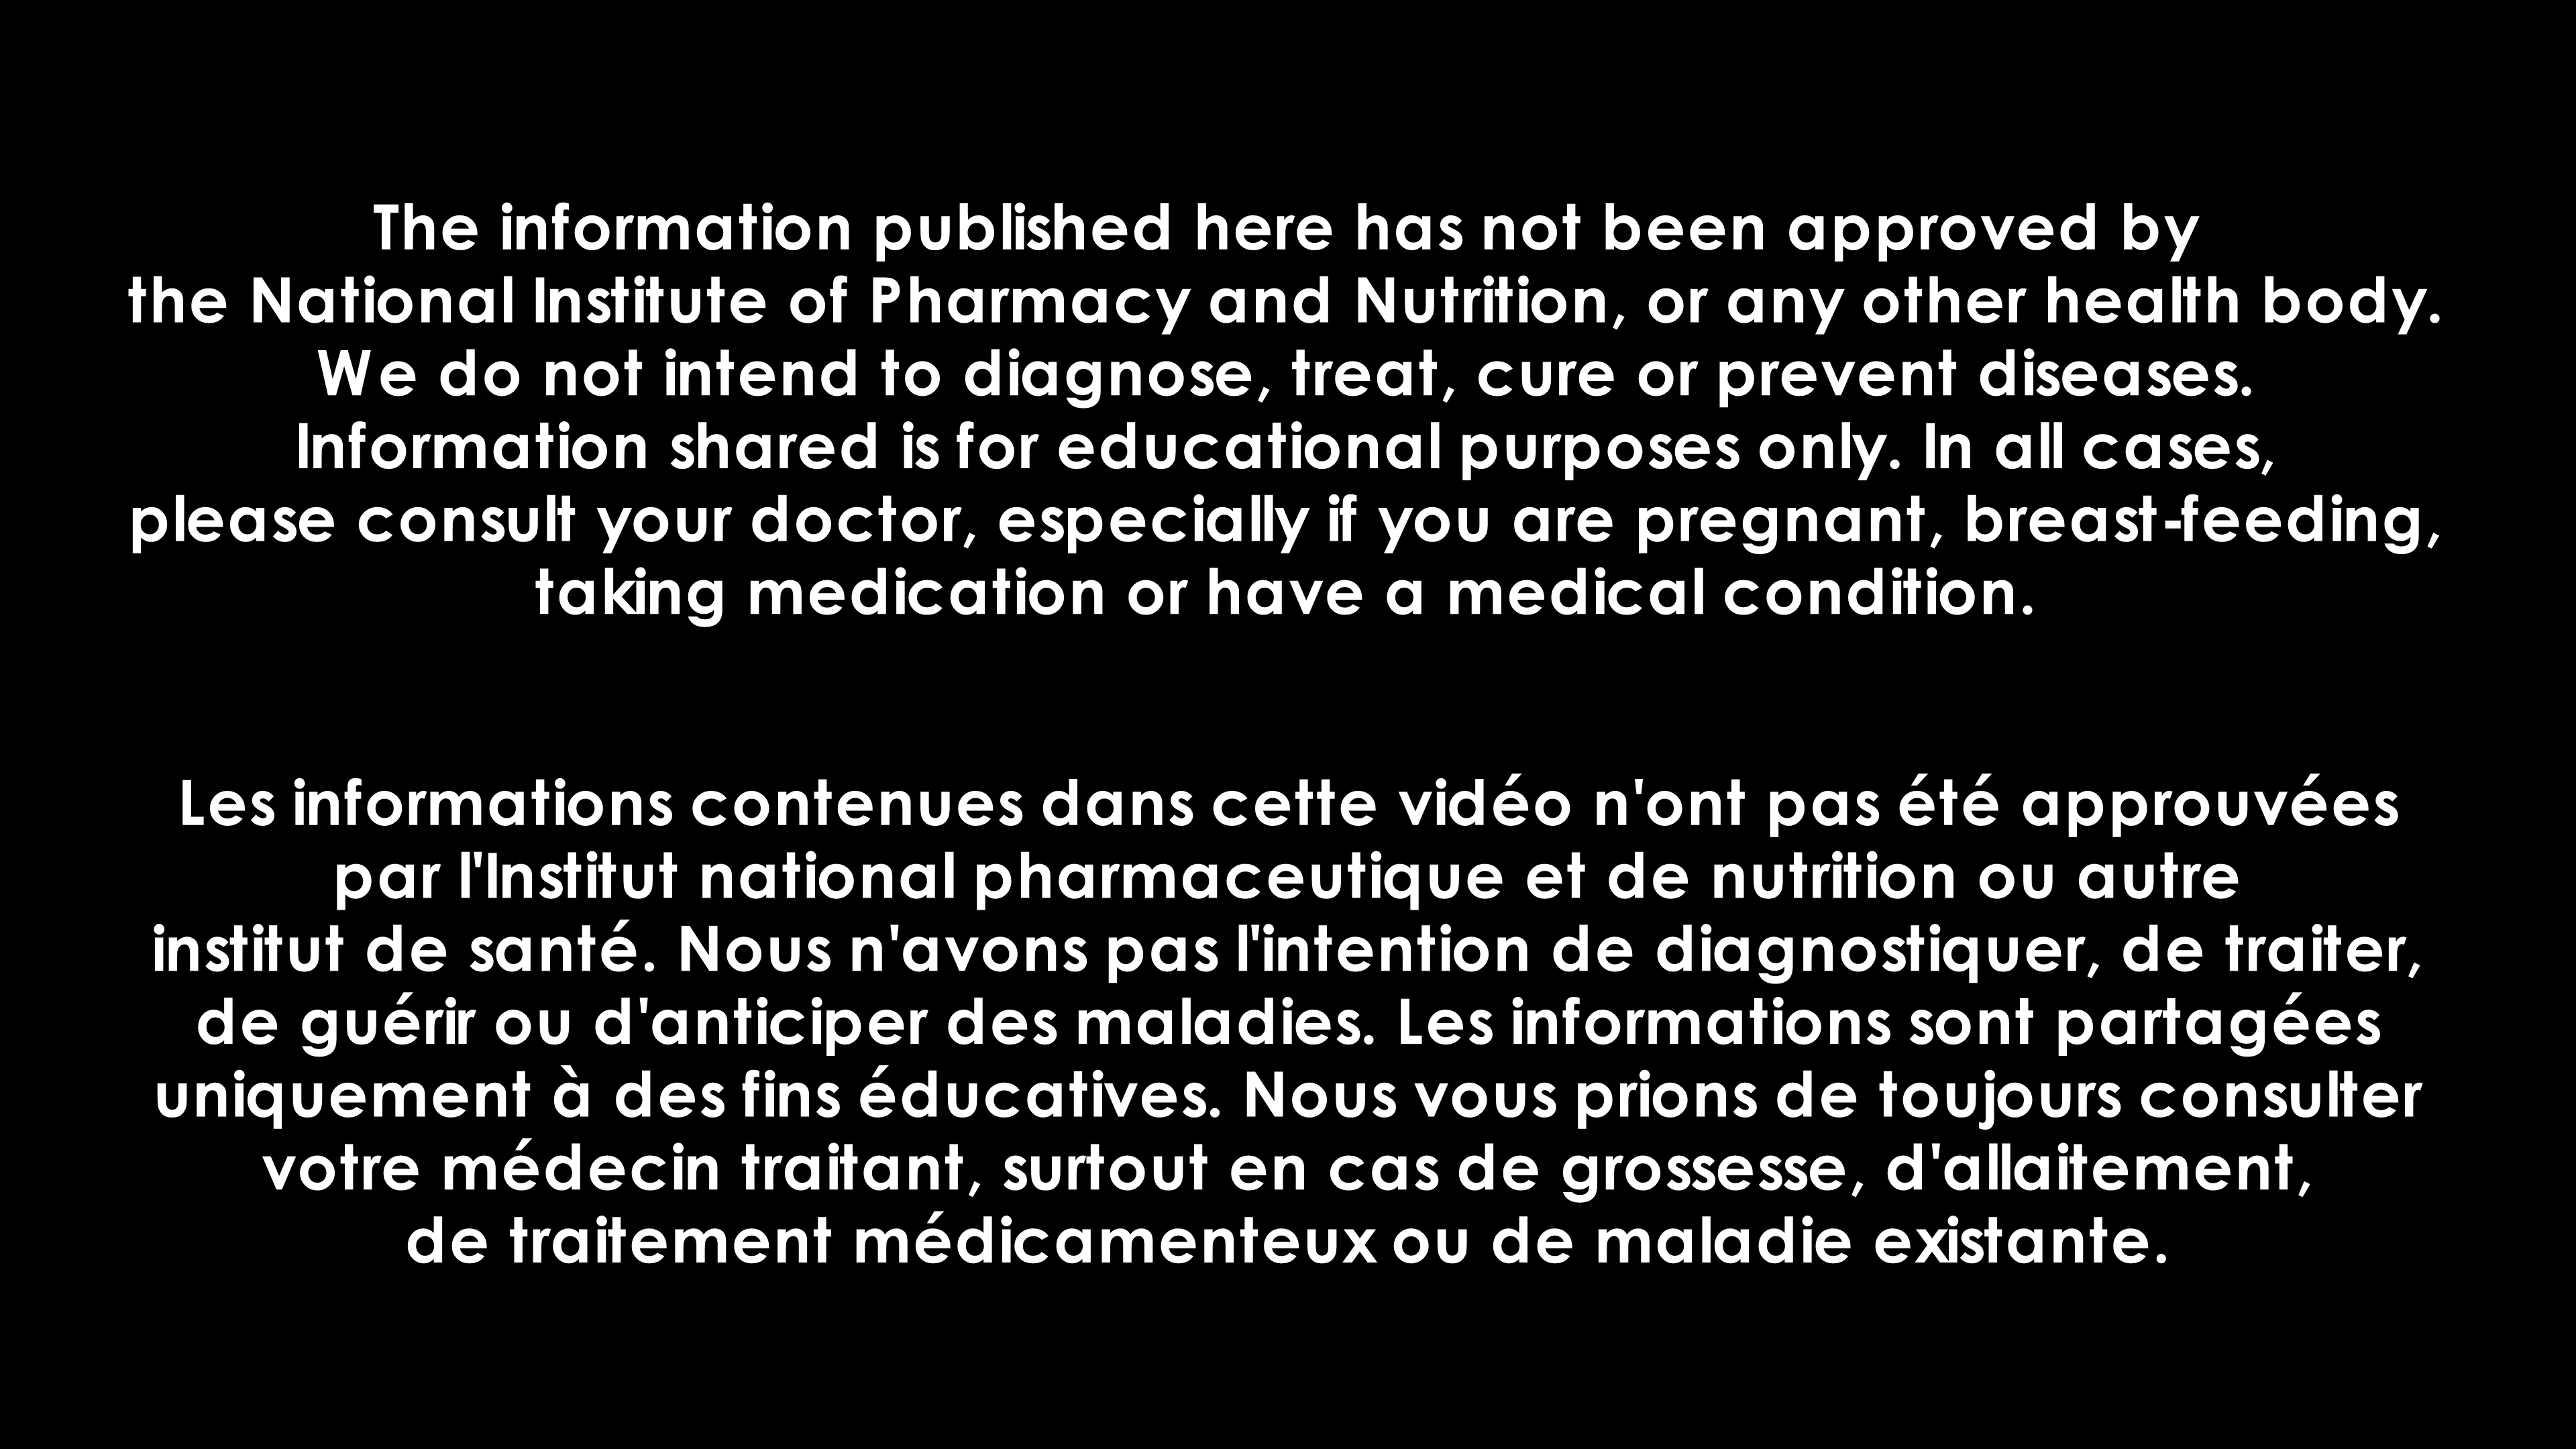 The information published here has not been approved by
the National Institute of Pharmacy and Nutrition, or any other health body.
We do not intend to diagnose, treat, cure or prevent diseases.
Information shared is for educational purposes only. In all cases,
please consult your doctor, especially if you are pregnant, breast-feeding,
taking medication or have a medical condition.
Les informations contenues dans cette vidéo n'ont pas été approuvées
par l'Institut national pharmaceutique et de nutrition ou autre
institut de santé. Nous n'avons pas l'intention de diagnostiquer, de traiter,
de guérir ou d'anticiper des maladies. Les informations sont partagées
uniquement à des fins éducatives. Nous vous prions de toujours consulter
votre médecin traitant, surtout en cas de grossesse, d'allaitement,
de traitement médicamenteux ou de maladie existante.